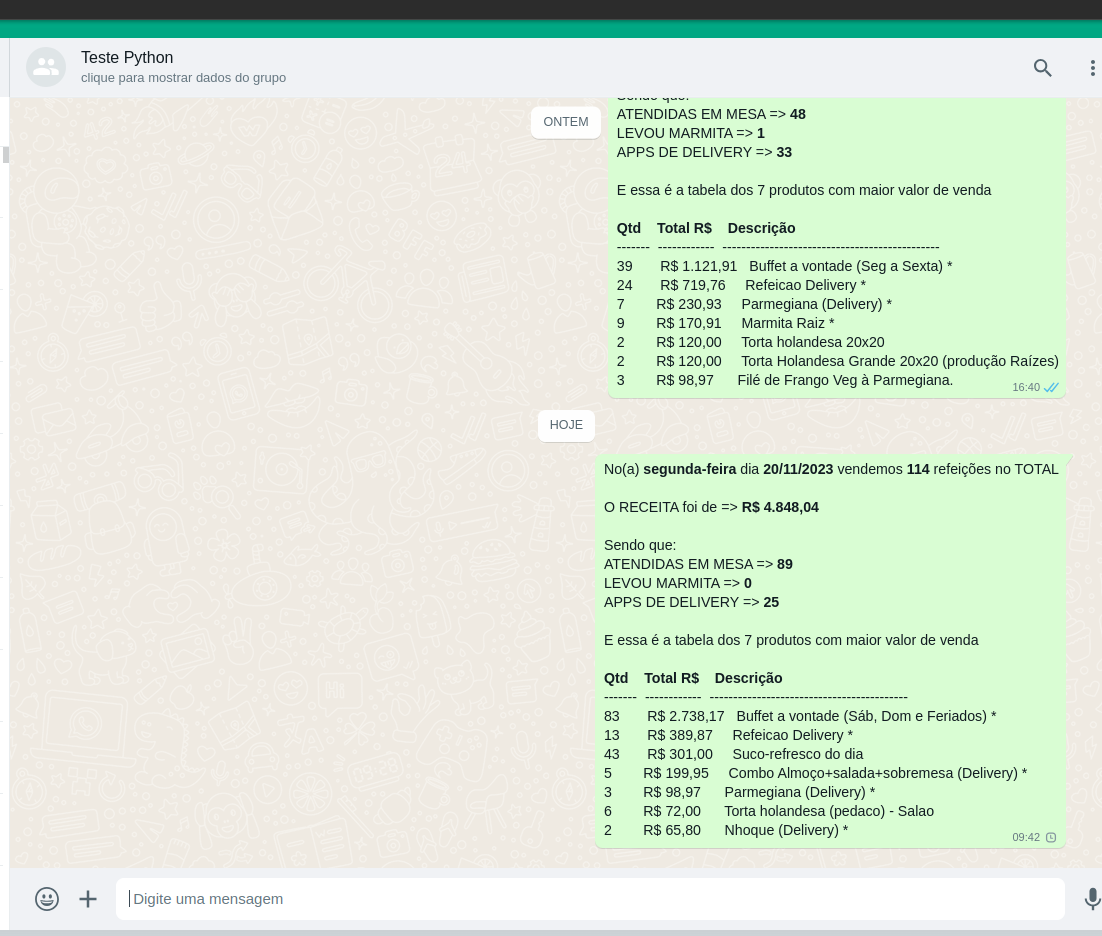 Teste Python
clique para mostrar dados do grupo
ONTEM
Sendo que:
ATENDIDAS EM MESA => 48
LEVOU MARMITA => 1
APPS DE DELIVERY => 33
E essa é a tabela dos 7 produtos com maior valor de venda
Qtd Total R$ Descrição
------- ------------ ----------------------------------------------
39 R$ 1.121,91 Buffet a vontade (Seg a Sexta) *
24 R$ 719,76 Refeicao Delivery *
7 R$ 230,93 Parmegiana (Delivery) *
9 R$ 170,91 Marmita Raiz *
2 R$ 120,00 Torta holandesa 20x20
2 R$ 120,00 Torta Holandesa Grande 20x20 (produção Raízes)
3 R$ 98,97 Filé de Frango Veg à Parmegiana.
16:40
HOJE
No(a) segunda-feira dia 20/11/2023 vendemos 114 refeições no TOTAL
O RECEITA foi de => R$ 4.848,04
Sendo que:
ATENDIDAS EM MESA => 89
LEVOU MARMITA => 0
APPS DE DELIVERY => 25
E essa é a tabela dos 7 produtos com maior valor de venda
Qtd Total R$ Descrição
------- ------------ ------------------------------------------
83 R$ 2.738,17 Buffet a vontade (Sáb, Dom e Feriados) *
13 R$ 389,87 Refeicao Delivery *
43 R$ 301,00 Suco-refresco do dia
5 R$ 199,95 Combo Almoço+salada+sobremesa (Delivery) *
3 R$ 98,97 Parmegiana (Delivery) *
6 R$ 72,00 Torta holandesa (pedaco) - Salao
2 R$ 65,80 Nhoque (Delivery) *
09:42
Digite uma mensagem